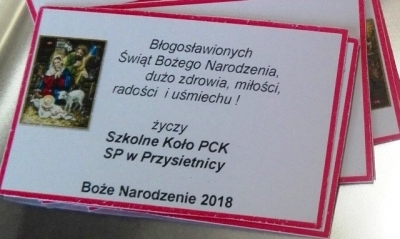 Błogosławionych
Świąt Bożego Narodzenia,
dużo zdrowia, miłości,
radości i uśmiechu !
życzy
Szkolne Koło PCK
SP w Przysietnicy
Boże Narodzenie 2018